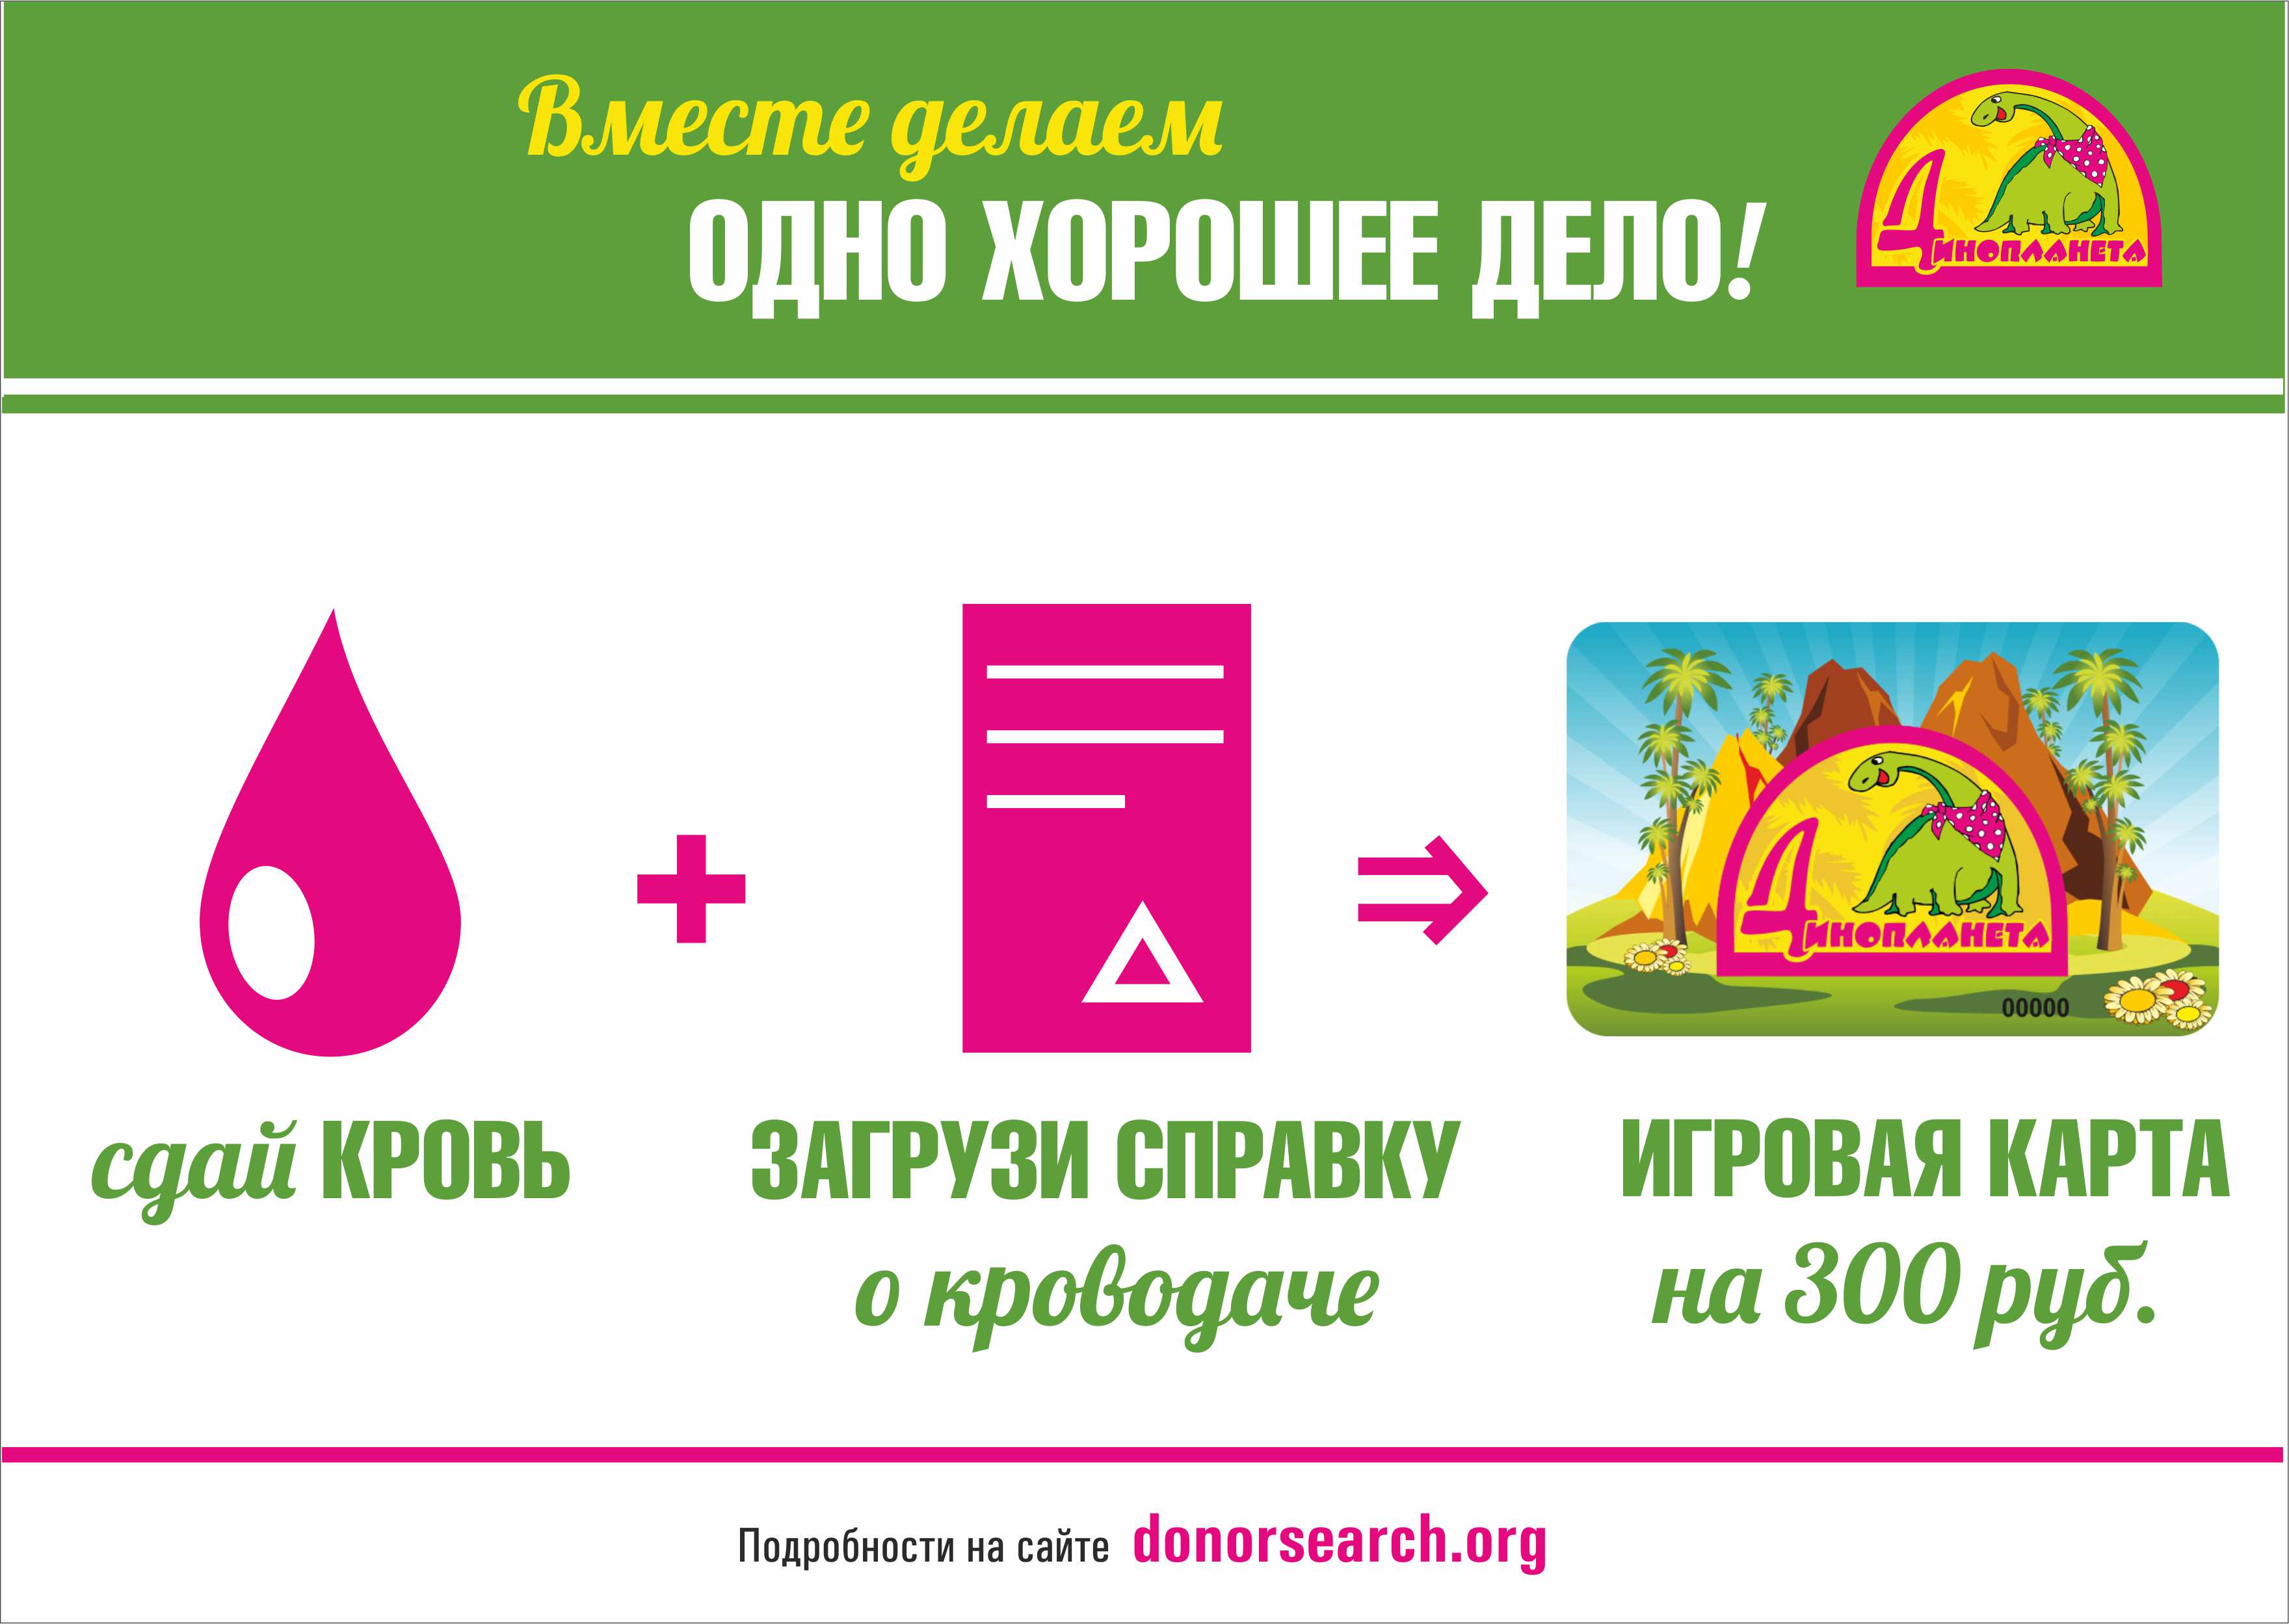 Вместе делаем
ОДНО ХОРОШЕЕ ДЕЛО!
Динопланета
Динопланета
00000
сдай КРОВЬ
ЗАГРУЗИ СПРАВКУ
о кроводаче
ИГРОВАЯ КАРТА
на 300 руб.
Подробности на сайте donorsearch.org